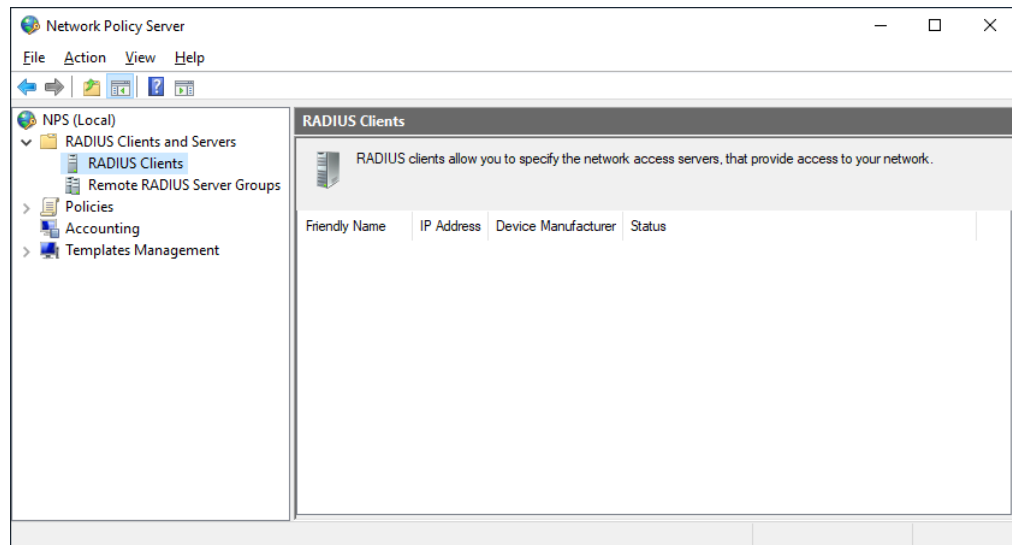 Network Policy Server
File Action View Help
NPS (Local)
RADIUS Clients and Servers
RADIUS Clients
Remote RADIUS Server Groups
Policies
Accounting
Templates Management
RADIUS Clients
RADIUS clients allow you to specify the network access servers, that provide access to your network.
Friendly Name IP Address Device Manufacturer Status